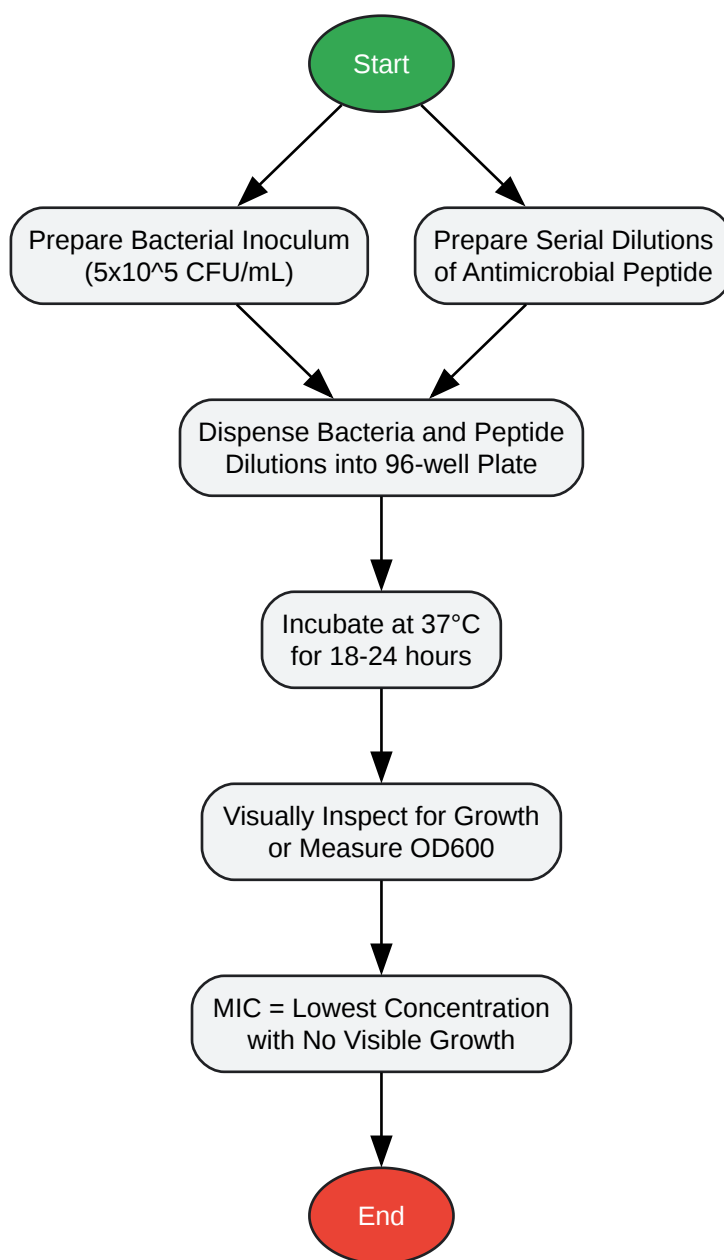 Start
Prepare Bacterial Inoculum
(5x10^5 CFU/mL)
Prepare Serial Dilutions
of Antimicrobial Peptide
Dispense Bacteria and Peptide
Dilutions into 96-well Plate
Incubate at 37°C
for 18-24 hours
Visually Inspect for Growth
or Measure OD600
MIC = Lowest Concentration
with No Visible Growth
End